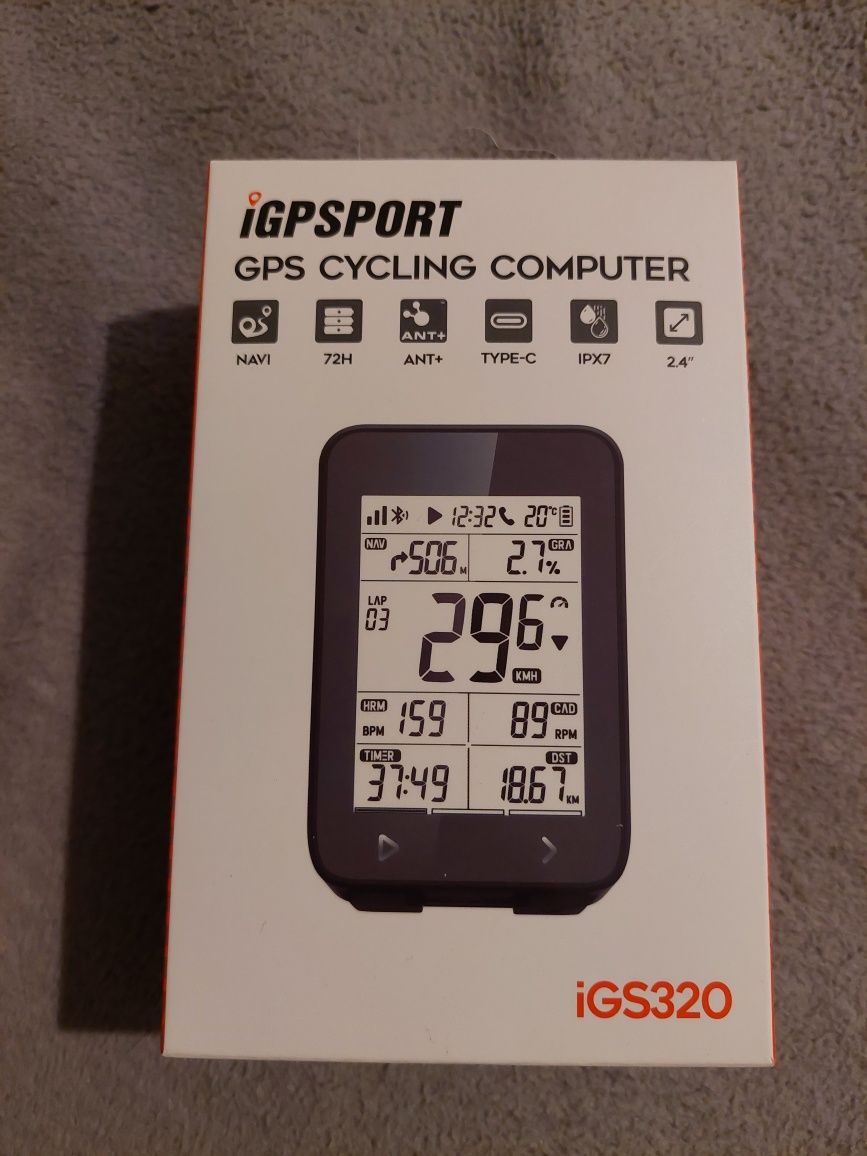 iGPSPORT
GPS CYCLING COMPUTER
ANT+
NAVI 72H ANT+ TYPE-C IPX7 2.4"
12:32 20°C
NAV 506 M 2.7% GRA
LAP
03
29.6
KMH
HRM BPM 159 89 CAD RPM
TIMER DST
37:49 18.67 KM
iGS320